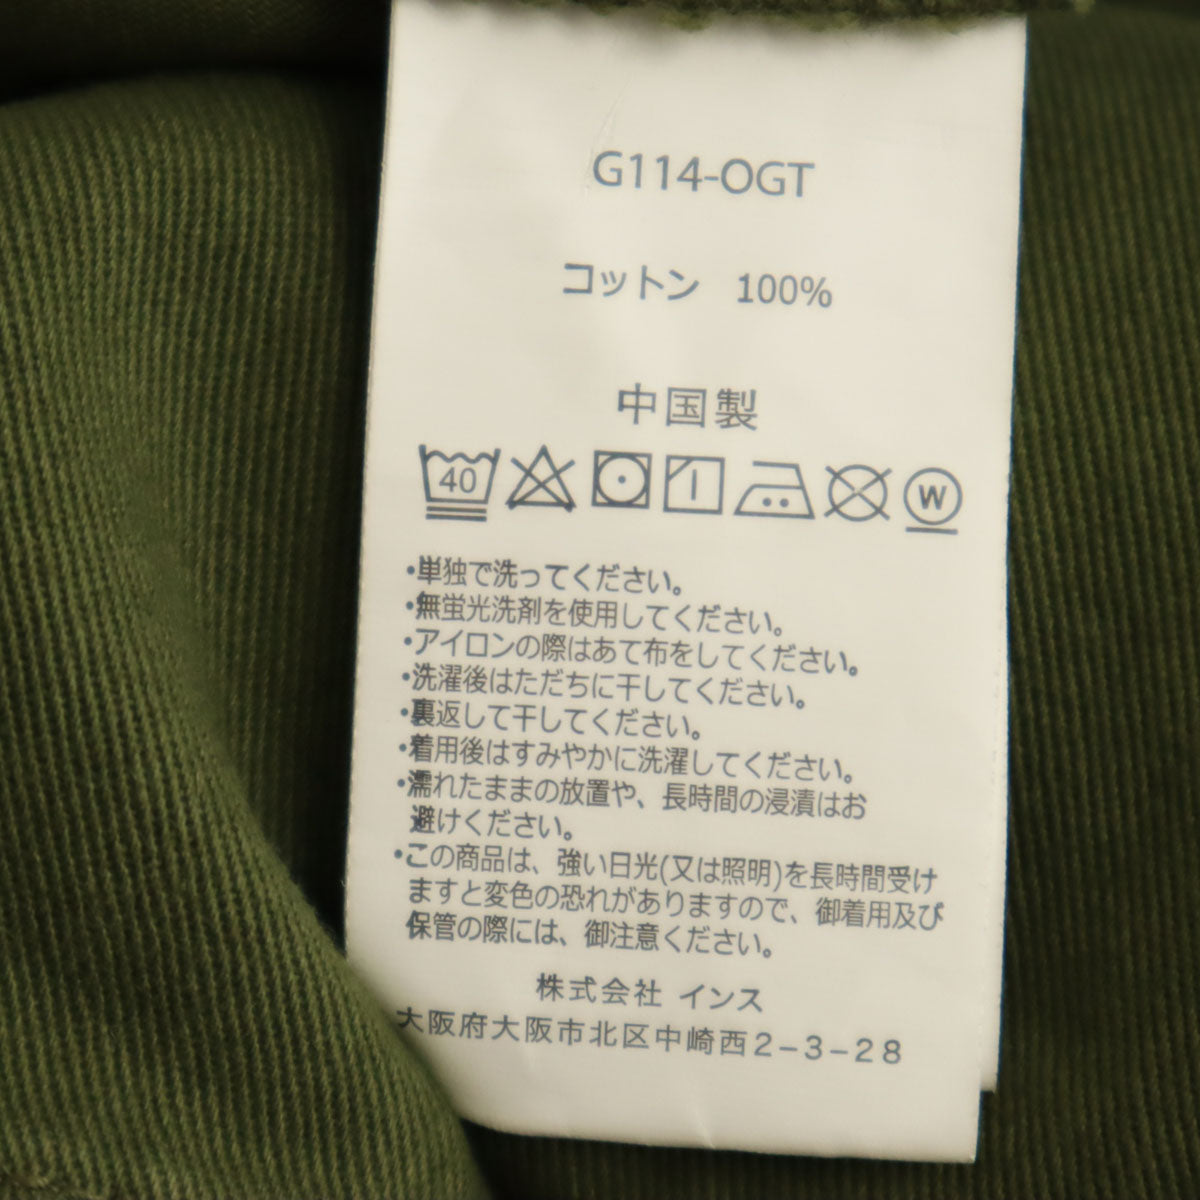 G114-OGT
コットン 100%
中国製
40 W
・単独で洗ってください。
・無蛍光洗剤を使用してください。
・アイロンの際はあて布をしてください。
・洗濯後はただちに干してください。
・裏返して干してください。
・着用後はすみやかに洗濯してください。
・濡れたままの放置や、長時間の浸漬はお
避けください。
・この商品は、強い日光(又は照明)を長時間受け
ますと変色の恐れがありますので、御着用及び
保管の際には、御注意ください。
株式会社 インス
大阪府大阪市北区中崎西2-3-28